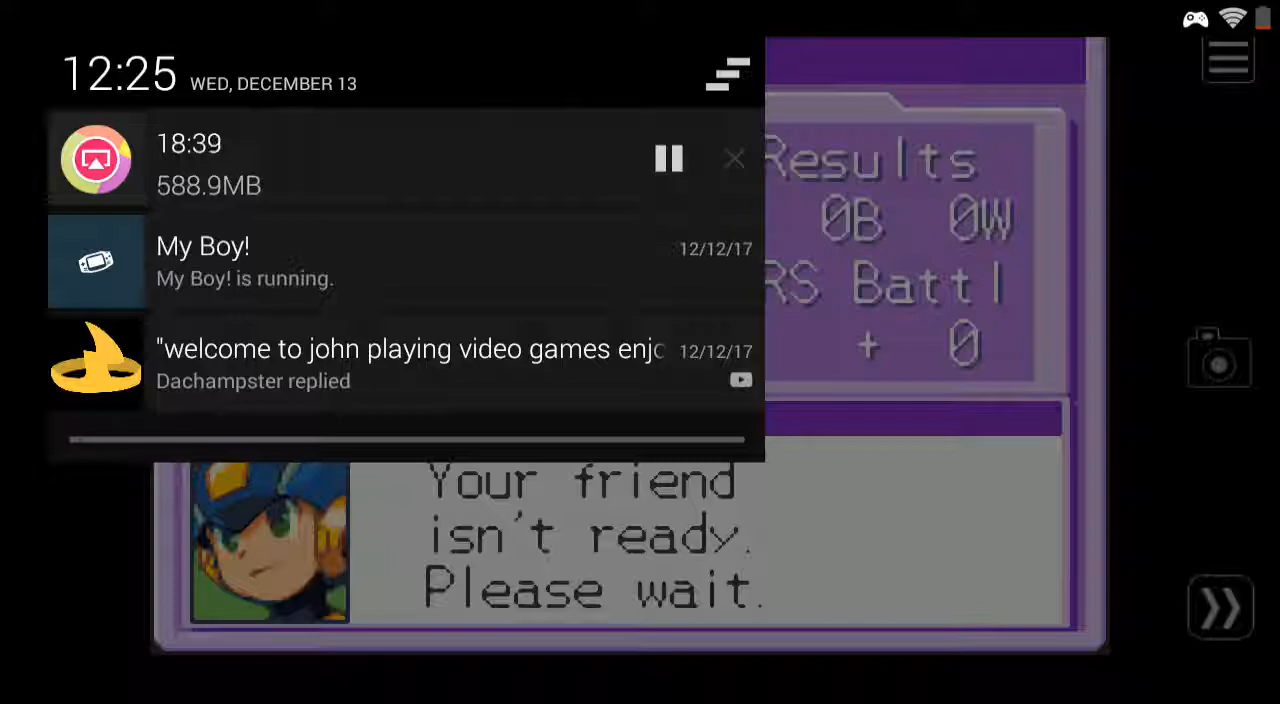 12:25 WED, DECEMBER 13
18:39
588.9MB
My Boy! 12/12/17
My Boy! is running.
"welcome to john playing video games enjo 12/12/17
Dachampster replied
Results
0B 0W
RS Battl
+ 0
Your friend
isn't ready.
Please wait.